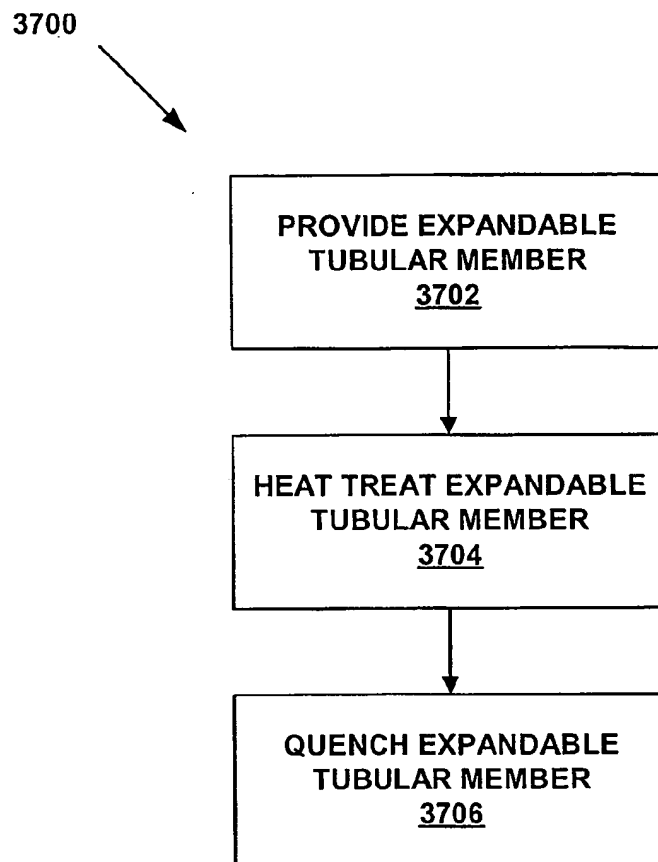 3700
PROVIDE EXPANDABLE
TUBULAR MEMBER
3702
HEAT TREAT EXPANDABLE
TUBULAR MEMBER
3704
QUENCH EXPANDABLE
TUBULAR MEMBER
3706